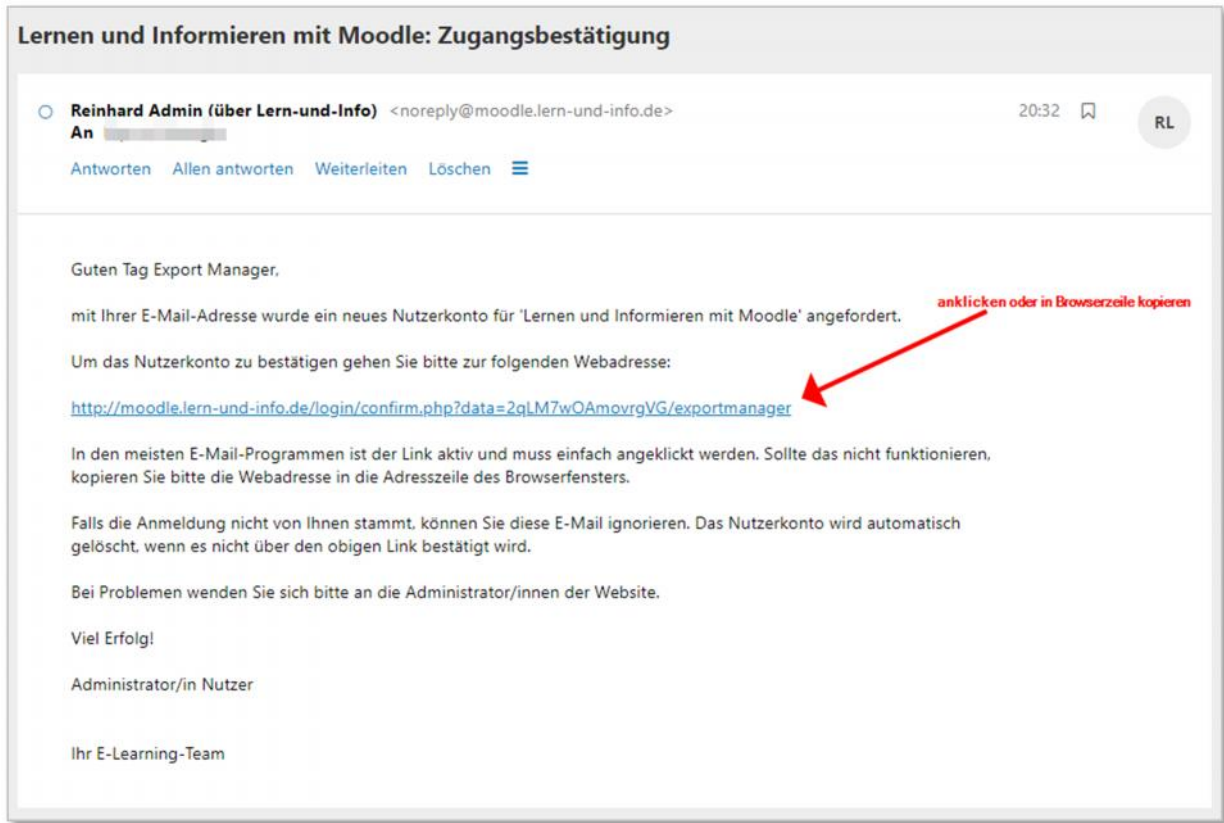 Lernen und Informieren mit Moodle: Zugangsbestätigung
Reinhard Admin (über Lern-und-Info) <noreply@moodle.lern-und-info.de> 20:32
RL
An
Antworten Allen antworten Weiterleiten Löschen
Guten Tag Export Manager,
anklicken oder in Browserzeile kopieren
mit Ihrer E-Mail-Adresse wurde ein neues Nutzerkonto für 'Lernen und Informieren mit Moodle' angefordert.
Um das Nutzerkonto zu bestätigen gehen Sie bitte zur folgenden Webadresse:
http://moodle.lern-und-info.de/login/confirm.php?data=2qLM7wOAmovrgVG/exportmanager
In den meisten E-Mail-Programmen ist der Link aktiv und muss einfach angeklickt werden. Sollte das nicht funktionieren,
kopieren Sie bitte die Webadresse in die Adresszeile des Browserfensters.
Falls die Anmeldung nicht von Ihnen stammt, können Sie diese E-Mail ignorieren. Das Nutzerkonto wird automatisch
gelöscht, wenn es nicht über den obigen Link bestätigt wird.
Bei Problemen wenden Sie sich bitte an die Administrator/innen der Website.
Viel Erfolg!
Administrator/in Nutzer
Ihr E-Learning-Team